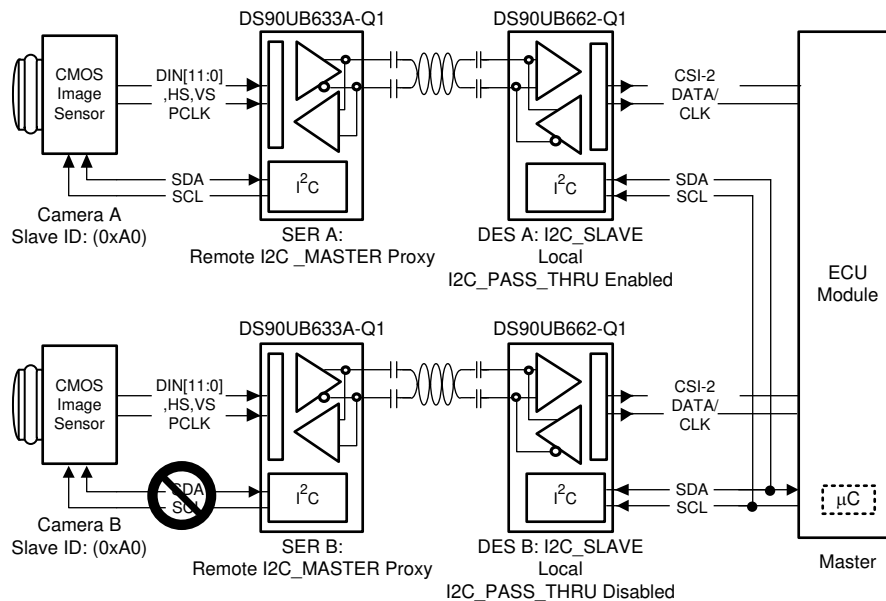 DS90UB633A-Q1
DS90UB662-Q1
CMOS
Image
Sensor
DIN[11:0]
,HS,VS
PCLK
CSI-2
DATA/
CLK
SDA
SCL
I2C
I2C
SDA
SCL
Camera A
Slave ID: (0xA0)
SER A:
Remote I2C _MASTER Proxy
DES A: I2C_SLAVE
Local
I2C_PASS_THRU Enabled
ECU
Module
DS90UB633A-Q1
DS90UB662-Q1
CMOS
Image
Sensor
DIN[11:0]
,HS,VS
PCLK
CSI-2
DATA/
CLK
SDA
SCL
I2C
I2C
SDA
SCL
µC
Camera B
Slave ID: (0xA0)
SER B:
Remote I2C_MASTER Proxy
DES B: I2C_SLAVE
Local
I2C_PASS_THRU Disabled
Master